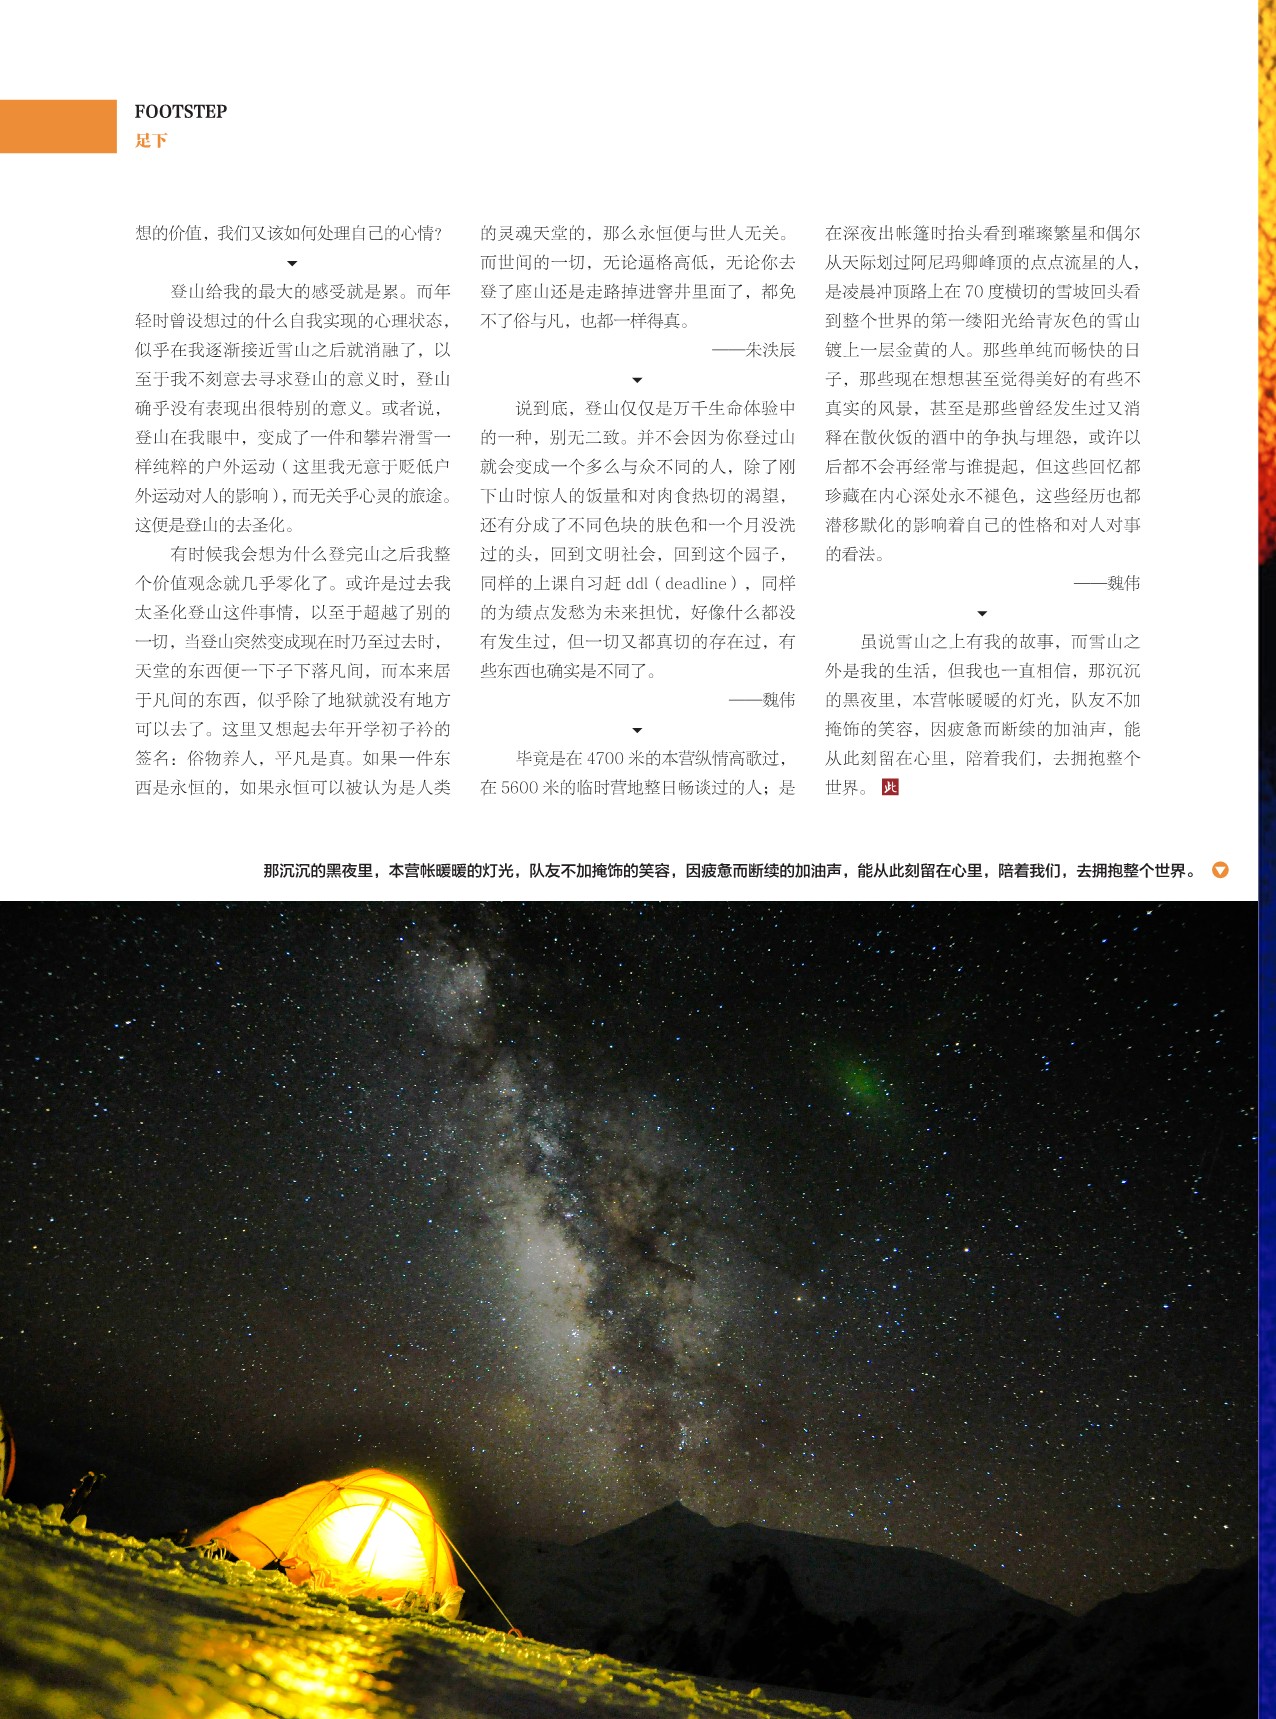 FOOTSTEP
足下
想的价值，我们又该如何处理自己的心情？
登山给我的最大的感受就是累。而年
轻时曾设想过的什么自我实现的心理状态，
似乎在我逐渐接近雪山之后就消融了，以
至于我不刻意去寻求登山的意义时，登山
确乎没有表现出很特别的意义。或者说，
登山在我眼中，变成了一件和攀岩滑雪一
样纯粹的户外运动（这里我无意于贬低户
外运动对人的影响），而无关乎心灵的旅途。
这便是登山的去圣化。
有时候我会想为什么登完山之后我整
个价值观念就几乎零化了。或许是过去我
太圣化登山这件事情，以至于超越了别的
一切，当登山突然变成现在时乃至过去时，
天堂的东西便一下子下落凡间，而本来居
于凡间的东西，似乎除了地狱就没有地方
可以去了。这里又想起去年开学初子衿的
签名：俗物养人，平凡是真。如果一件东
西是永恒的，如果永恒可以被认为是人类
的灵魂天堂的，那么永恒便与世人无关。
而世间的一切，无论逼格高低，无论你去
登了座山还是走路掉进窨井里面了，都免
不了俗与凡，也都一样得真。
——朱泆辰
说到底，登山仅仅是万千生命体验中
的一种，别无二致。并不会因为你登过山
就会变成一个多么与众不同的人，除了刚
下山时惊人的饭量和对肉食热切的渴望，
还有分成了不同色块的肤色和一个月没洗
过的头，回到文明社会，回到这个园子，
同样的上课自习赶 ddl（deadline），同样
的为绩点发愁为未来担忧，好像什么都没
有发生过，但一切又都真切的存在过，有
些东西也确实是不同了。
——魏伟
毕竟是在 4700 米的本营纵情高歌过，
在 5600 米的临时营地整日畅谈过的人；是
在深夜出帐篷时抬头看到璀璨繁星和偶尔
从天际划过阿尼玛卿峰顶的点点流星的人，
是凌晨冲顶路上在 70 度横切的雪坡回头看
到整个世界的第一缕阳光给青灰色的雪山
镀上一层金黄的人。那些单纯而畅快的日
子，那些现在想想甚至觉得美好的有些不
真实的风景，甚至是那些曾经发生过又消
释在散伙饭的酒中的争执与埋怨，或许以
后都不会再经常与谁提起，但这些回忆都
珍藏在内心深处永不褪色，这些经历也都
潜移默化的影响着自己的性格和对人对事
的看法。
——魏伟
虽说雪山之上有我的故事，而雪山之
外是我的生活，但我也一直相信，那沉沉
的黑夜里，本营帐暖暖的灯光，队友不加
掩饰的笑容，因疲惫而断续的加油声，能
从此刻留在心里，陪着我们，去拥抱整个
世界。 此
那沉沉的黑夜里，本营帐暖暖的灯光，队友不加掩饰的笑容，因疲惫而断续的加油声，能从此刻留在心里，陪着我们，去拥抱整个世界。